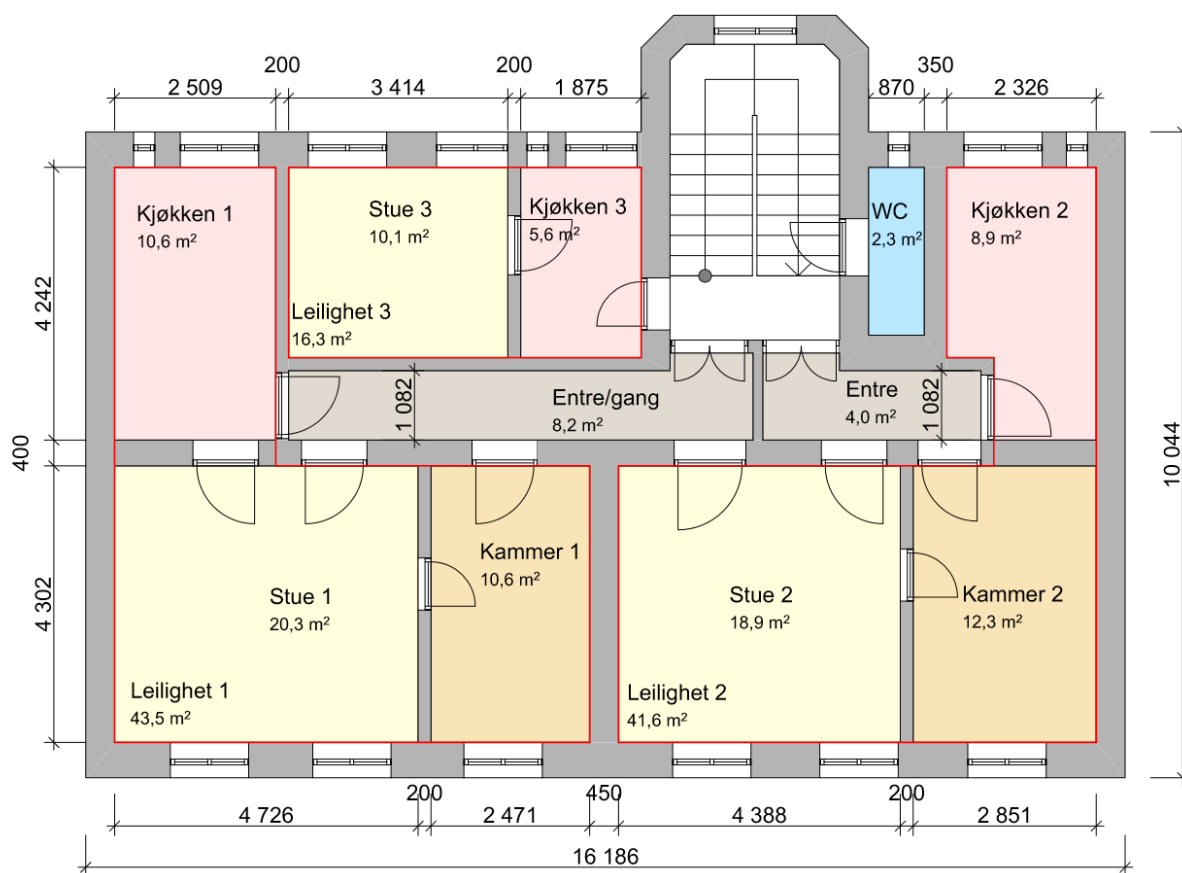 200
200
350
2 509
3 414
1 875
870
2 326
Kjøkken 1
10,6 m²
Stue 3
10,1 m²
Kjøkken 3
5,6 m²
WC
2,3 m²
Kjøkken 2
8,9 m²
Leilighet 3
16,3 m²
4 242
1 082
Entre/gang
8,2 m²
Entre
4,0 m²
1 082
400
10 044
4 302
Stue 1
20,3 m²
Kammer 1
10,6 m²
Stue 2
18,9 m²
Kammer 2
12,3 m²
Leilighet 1
43,5 m²
Leilighet 2
41,6 m²
200
450
200
4 726
2 471
4 388
2 851
16 186